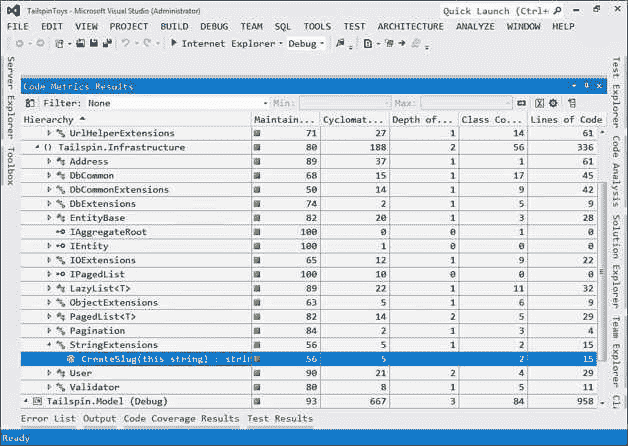 TailspinToys - Microsoft Visual Studio (Administrator)
Quick Launch (Ctrl+
FILE EDIT VIEW PROJECT BUILD DEBUG TEAM SQL TOOLS TEST ARCHITECTURE ANALYZE WINDOW HELP
Internet Explorer Debug
Server Explorer Toolbox
Code Metrics Results
Filter: None Min: Max:
Hierarchy Maintain... Cyclomat... Depth of... Class Co... Lines of Code
UrlHelperExtensions 71 27 1 14 61
Tailspin.Infrastructure 80 188 2 56 336
Address 89 37 1 1 61
DbCommon 68 15 1 17 45
DbCommonExtensions 50 14 1 9 42
DbExtensions 74 2 1 5 9
EntityBase 82 20 1 3 28
IAggregateRoot 100 0 0 1 0
IEntity 100 1 0 0 0
IOExtensions 65 12 1 9 22
IPagedList 100 10 0 0 0
LazyList<T> 89 22 1 11 32
ObjectExtensions 63 5 1 6 9
PagedList<T> 82 14 2 5 29
Pagination 84 2 1 3 4
StringExtensions 56 5 1 2 15
CreateSlug(this string) : strin 56 5 2 15
User 90 21 2 4 29
Validator 80 8 1 5 11
Tailspin.Model (Debug) 93 667 3 84 958
Test Explorer Code Analysis Solution Explorer Team Explorer Cl
Error List Output Code Coverage Results Test Results
Ready